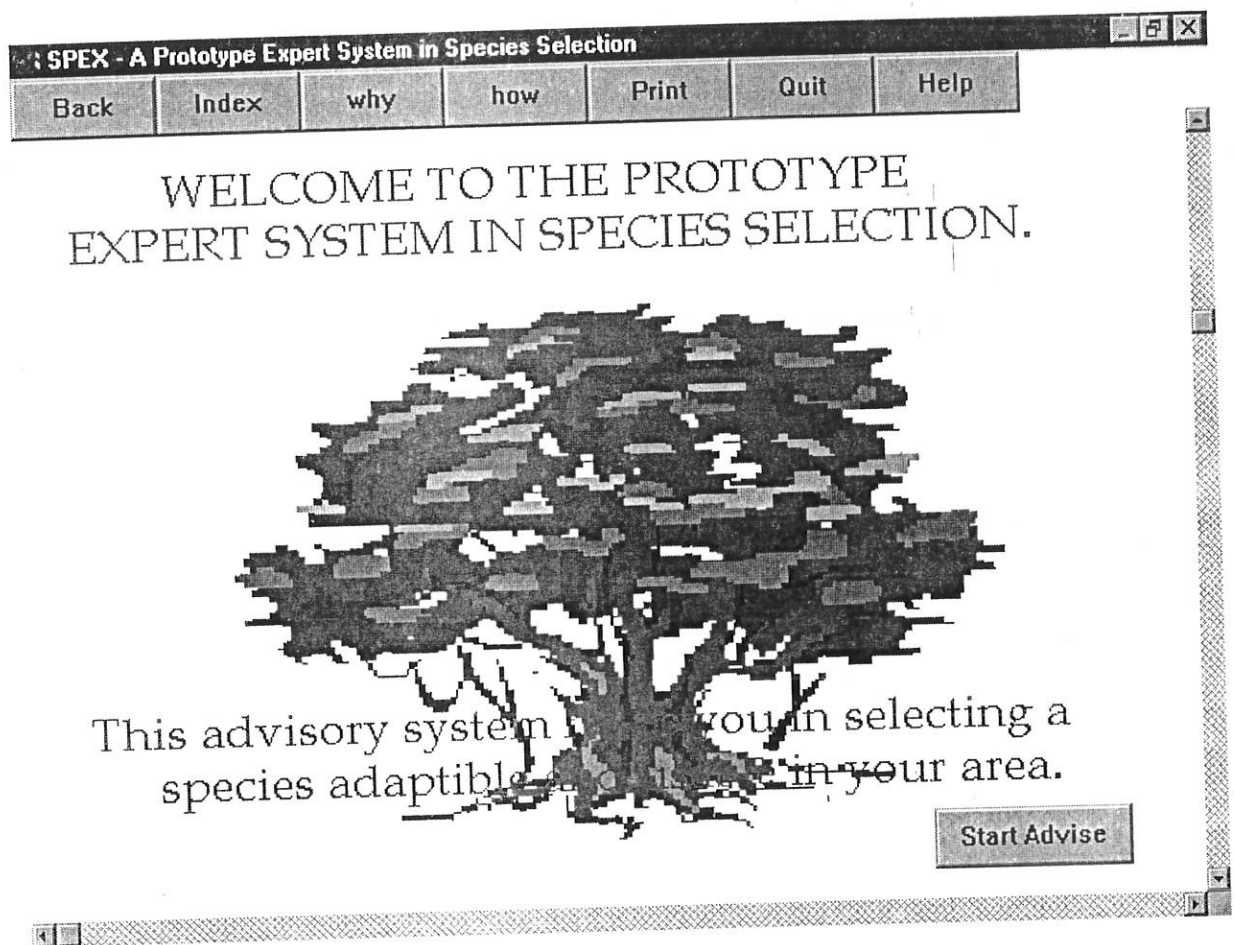 SPEX - A Prototype Expert System in Species Selection
Back Index why how Print Quit Help
WELCOME TO THE PROTOTYPE
EXPERT SYSTEM IN SPECIES SELECTION.
This advisory system you in selecting a
species adaptible in your area.
Start Advise